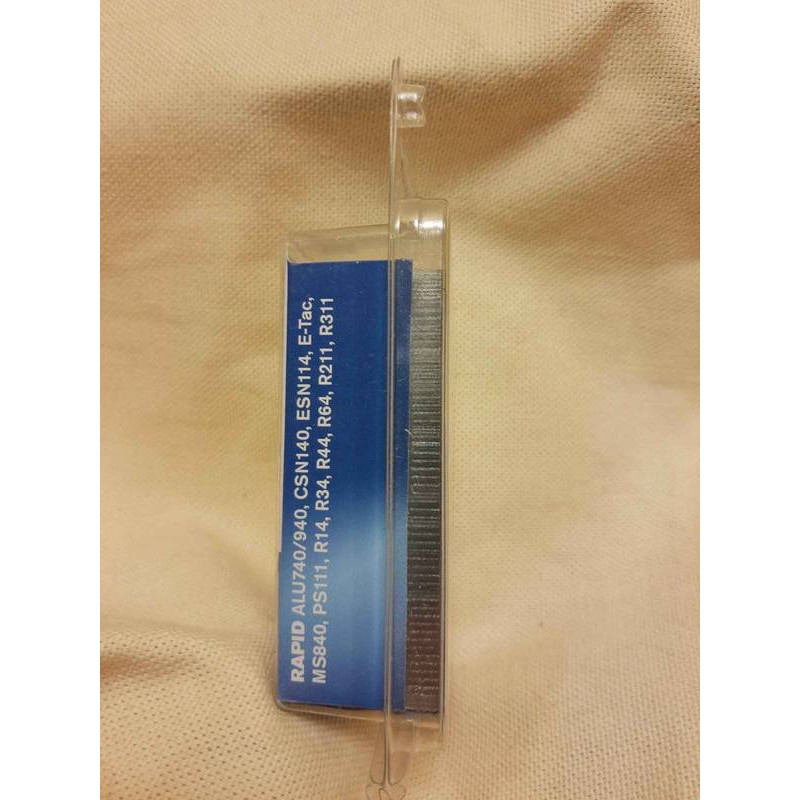 RAPID ALU740/940, CSN140, ESN114, E-Tac,
MS840, PS111, R14, R34, R44, R64, R211, R311